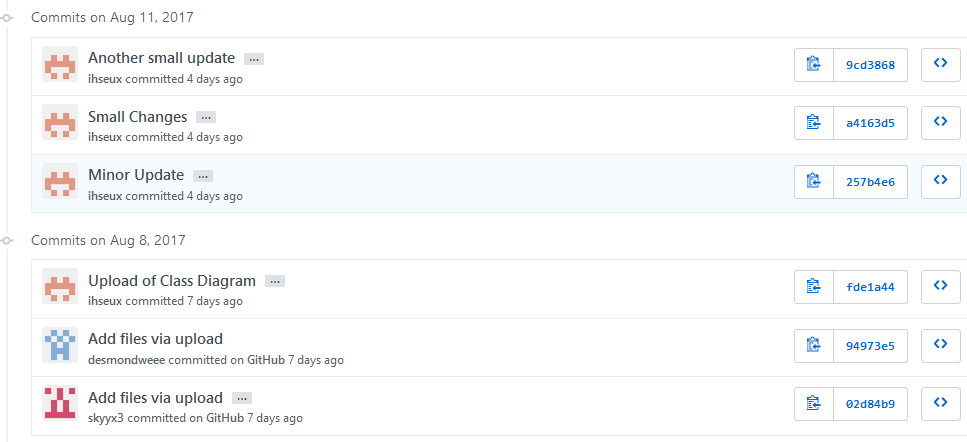 Commits on Aug 11, 2017
Another small update …
ihseux committed 4 days ago
9cd3868
Small Changes …
ihseux committed 4 days ago
a4163d5
Minor Update …
ihseux committed 4 days ago
257b4e6
Commits on Aug 8, 2017
Upload of Class Diagram …
ihseux committed 7 days ago
fde1a44
Add files via upload
desmondweee committed on GitHub 7 days ago
94973e5
Add files via upload …
skyyx3 committed on GitHub 7 days ago
02d84b9